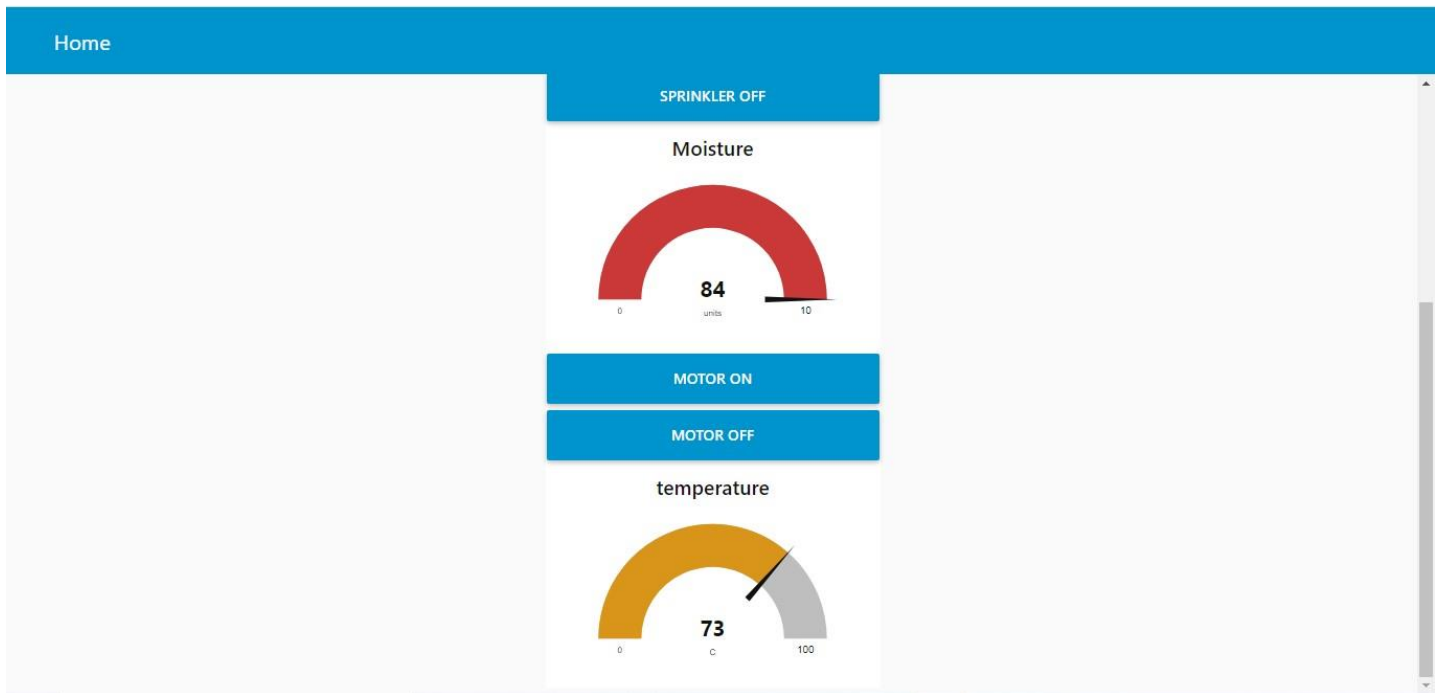 Home
SPRINKLER OFF
Moisture
84
0
units
10
MOTOR ON
MOTOR OFF
temperature
73
0
C
100